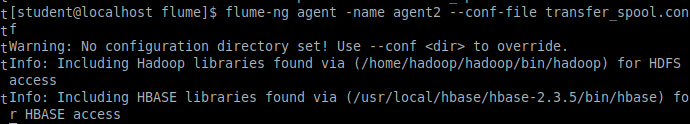 t[student@localhost flume]$ flume-ng agent -name agent2 --conf-file transfer_spool.con
tf
tWarning: No configuration directory set! Use --conf <dir> to override.
tInfo: Including Hadoop libraries found via (/home/hadoop/hadoop/bin/hadoop) for HDFS
access
tInfo: Including HBASE libraries found via (/usr/local/hbase/hbase-2.3.5/bin/hbase) fo
r HBASE access